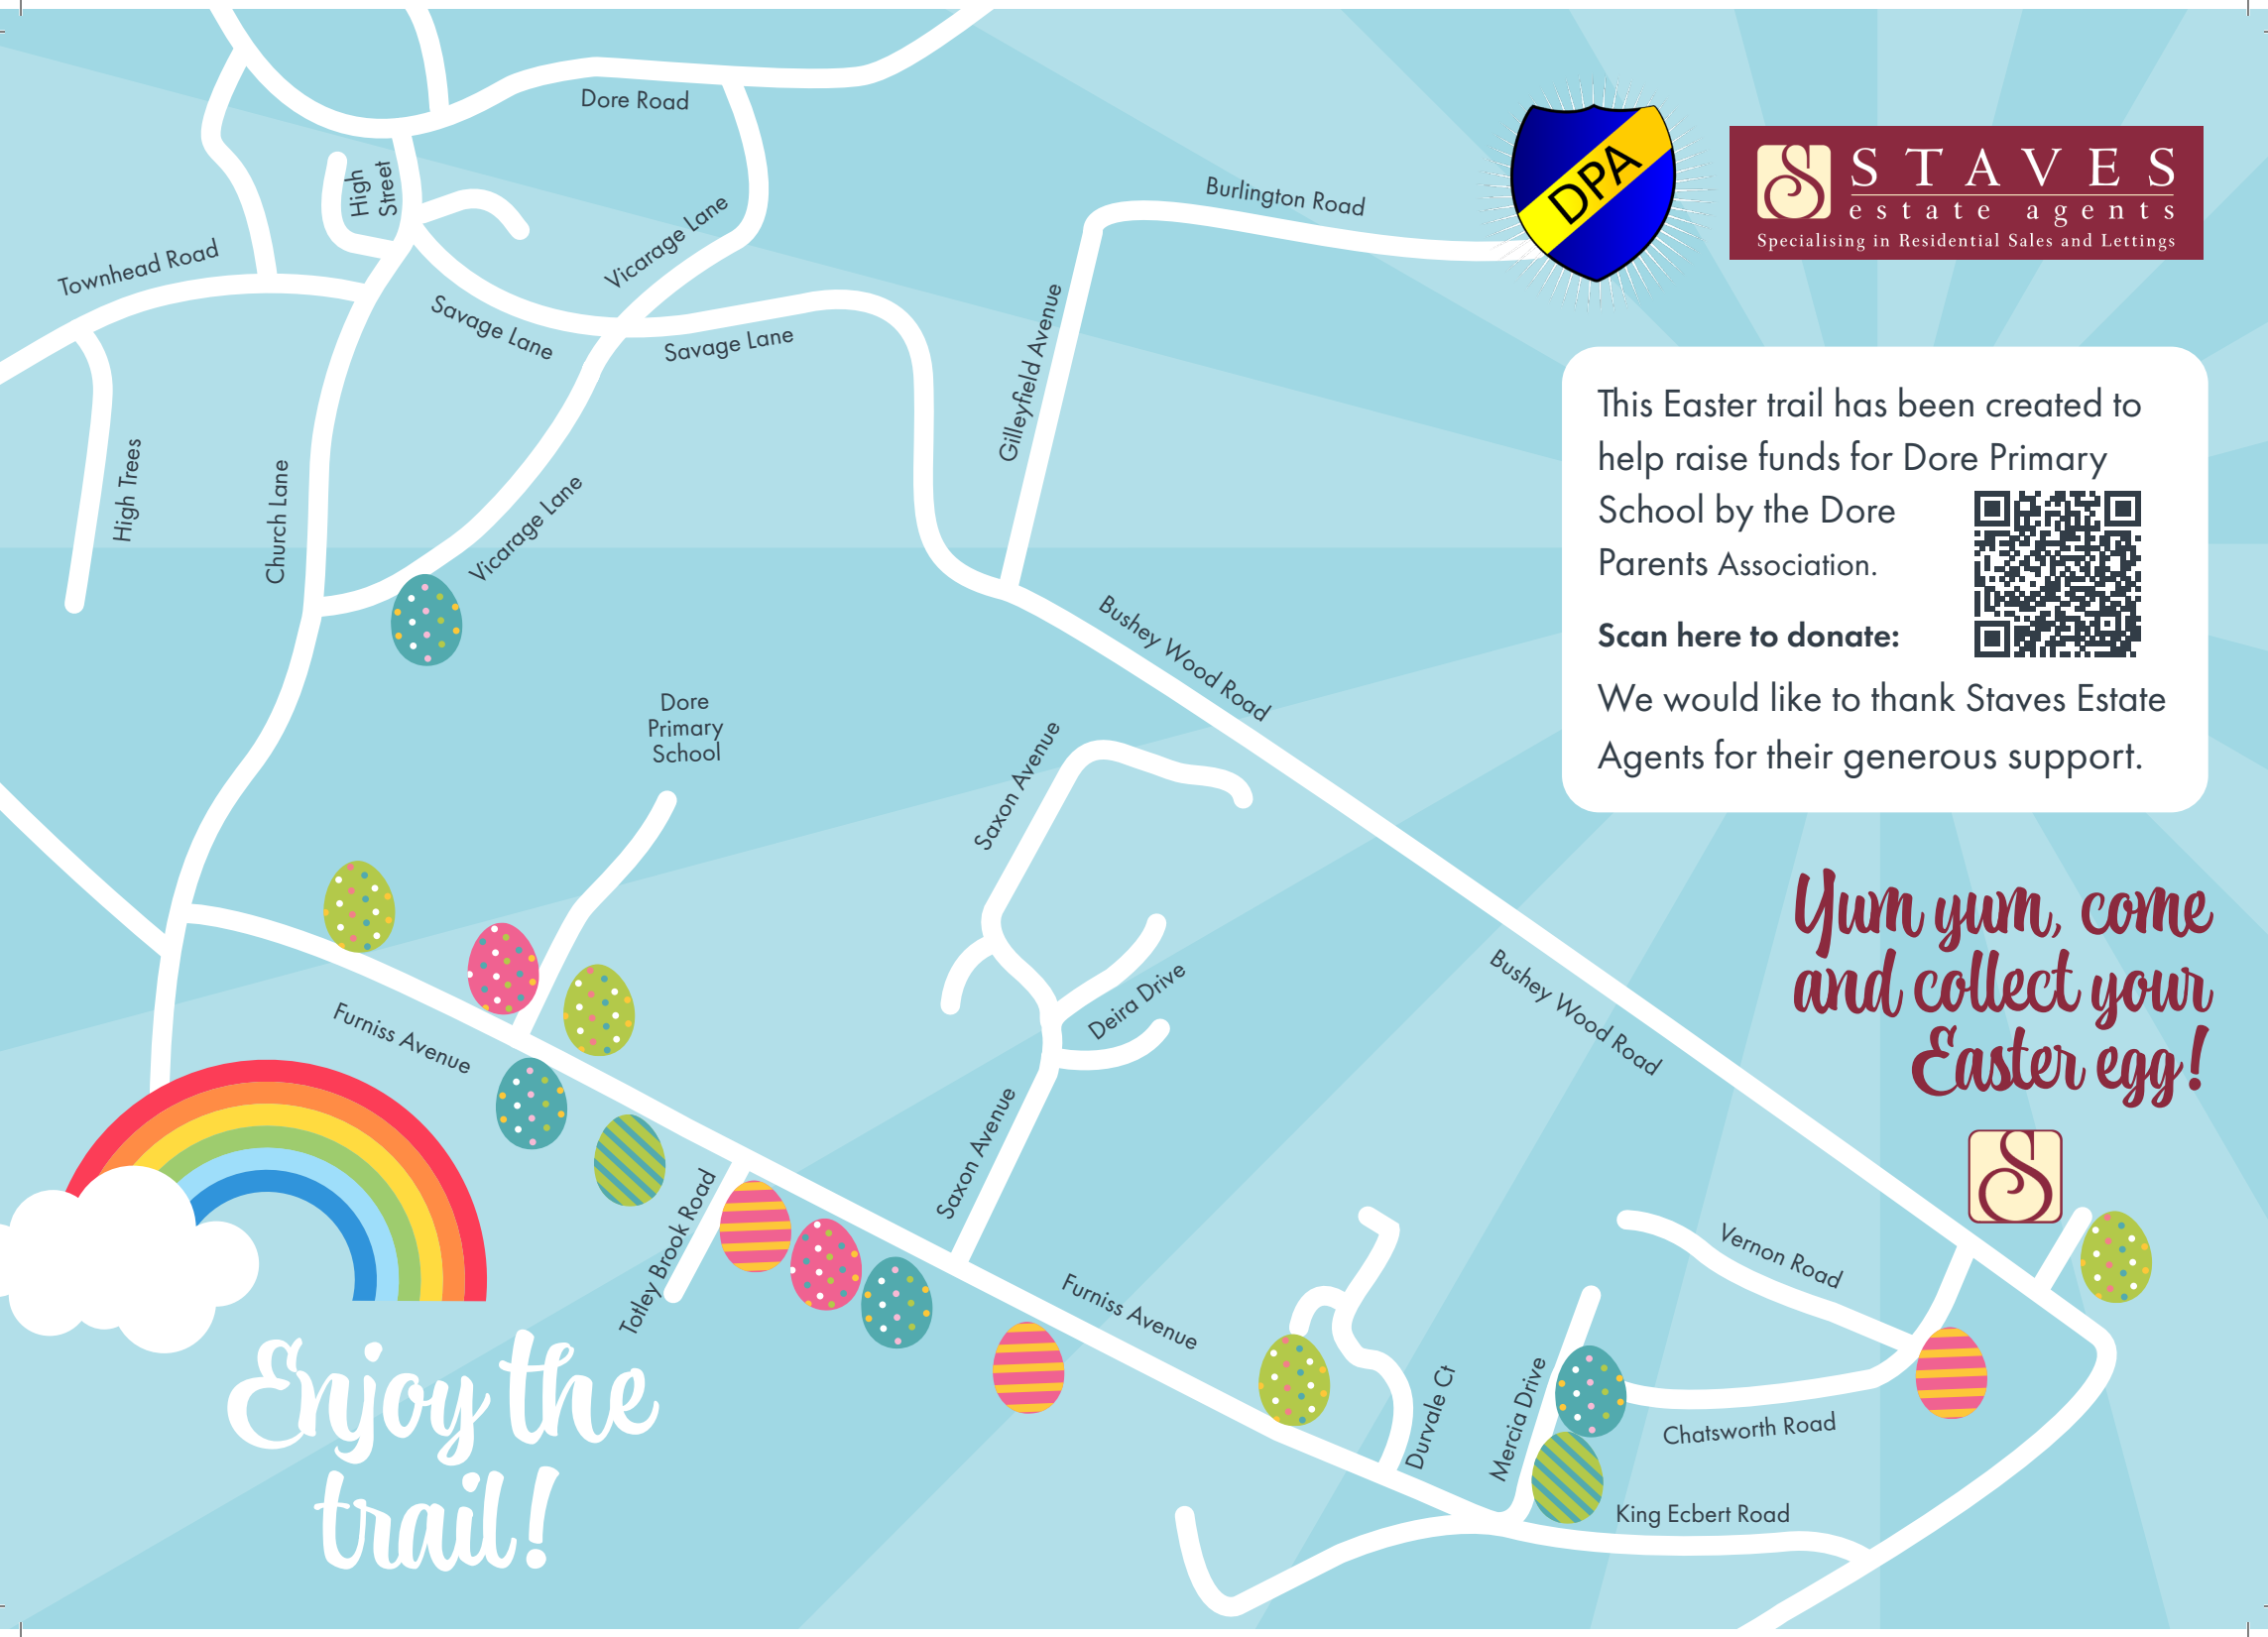 Dore Road
High
Street
Burlington Road
DPA
S STAVES
estate agents
Specialising in Residential Sales and Lettings
Townhead Road
Vicarage Lane
Savage Lane
Savage Lane
Gilleyfield Avenue
High Trees
Church Lane
Vicarage Lane
This Easter trail has been created to
help raise funds for Dore Primary
School by the Dore
Parents Association.
Scan here to donate:
We would like to thank Staves Estate
Agents for their generous support.
Bushey Wood Road
Dore
Primary
School
Saxon Avenue
Yum yum, come
and collect your
Easter egg!
Bushey Wood Road
Deira Drive
Furniss Avenue
Saxon Avenue
Totley Brook Road
S
Vernon Road
Furniss Avenue
Durvale Ct
Mercia Drive
Chatsworth Road
King Ecbert Road
Enjoy the
trail!